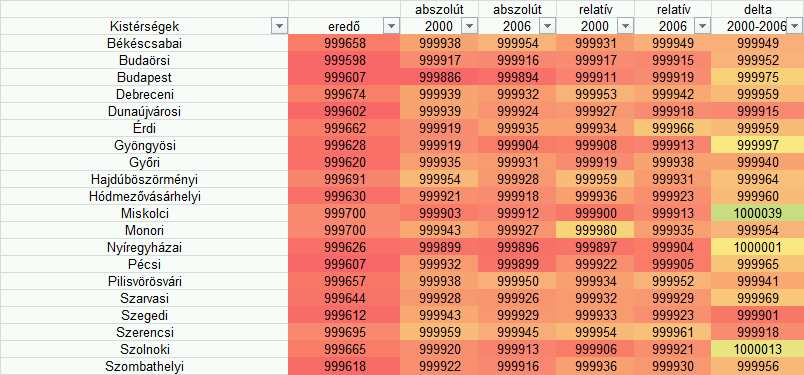 abszolút abszolút relatív relatív delta
Kistérségek eredő 2000 2006 2000 2006 2000-2006
Békéscsabai 999658 999938 999954 999931 999949 999949
Budaörsi 999598 999917 999916 999917 999915 999952
Budapest 999607 999886 999894 999911 999919 999975
Debreceni 999674 999939 999932 999953 999942 999959
Dunaújvárosi 999602 999939 999924 999927 999918 999915
Érdi 999662 999919 999935 999934 999966 999959
Gyöngyösi 999628 999919 999904 999908 999913 999997
Győri 999620 999935 999931 999919 999938 999940
Hajdúböszörményi 999691 999954 999928 999959 999931 999964
Hódmezővásárhelyi 999630 999921 999918 999936 999923 999960
Miskolci 999700 999903 999912 999900 999913 1000039
Monori 999700 999943 999927 999980 999935 999954
Nyíregyházai 999626 999899 999896 999897 999904 1000001
Pécsi 999607 999932 999899 999922 999905 999965
Pilisvörösvári 999657 999938 999950 999934 999952 999941
Szarvasi 999644 999928 999926 999932 999929 999969
Szegedi 999612 999943 999929 999933 999923 999901
Szerencsi 999695 999959 999945 999954 999961 999918
Szolnoki 999665 999920 999913 999906 999921 1000013
Szombathelyi 999618 999922 999916 999936 999930 999956